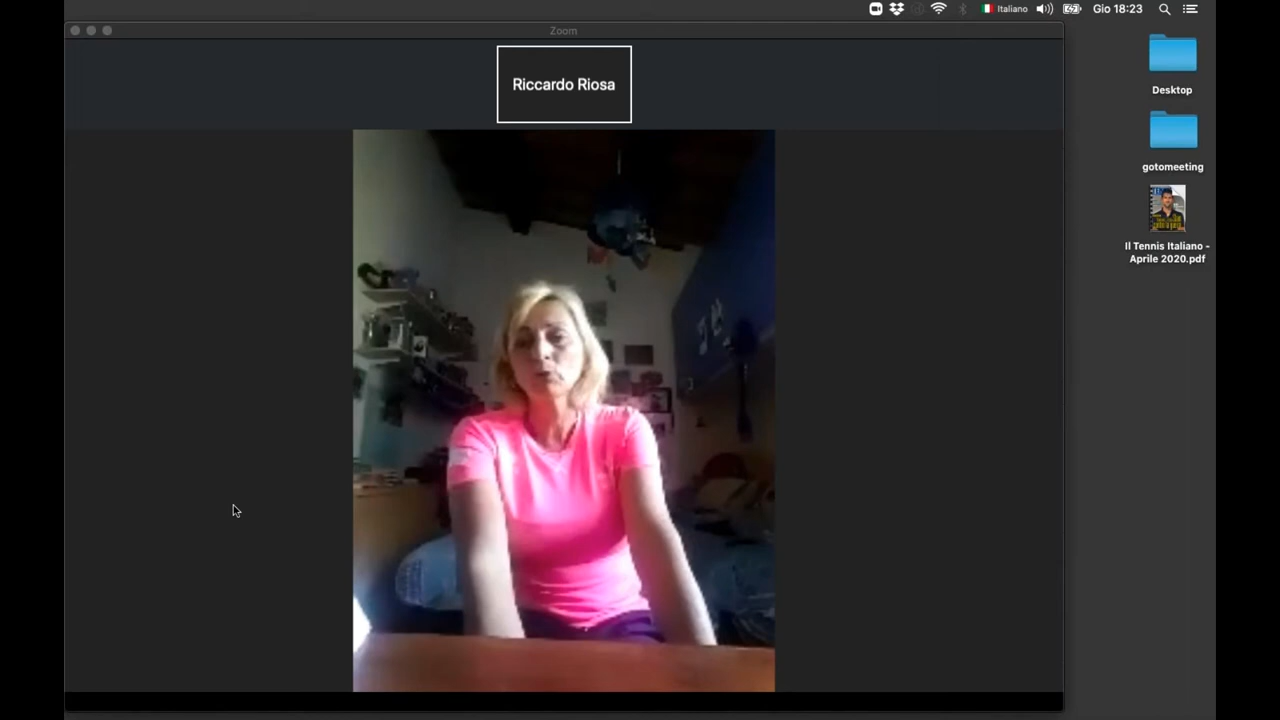 Italiano
Gio 18:23
Zoom
Riccardo Riosa
Desktop
gotomeeting
Il Tennis Italiano -
Aprile 2020.pdf